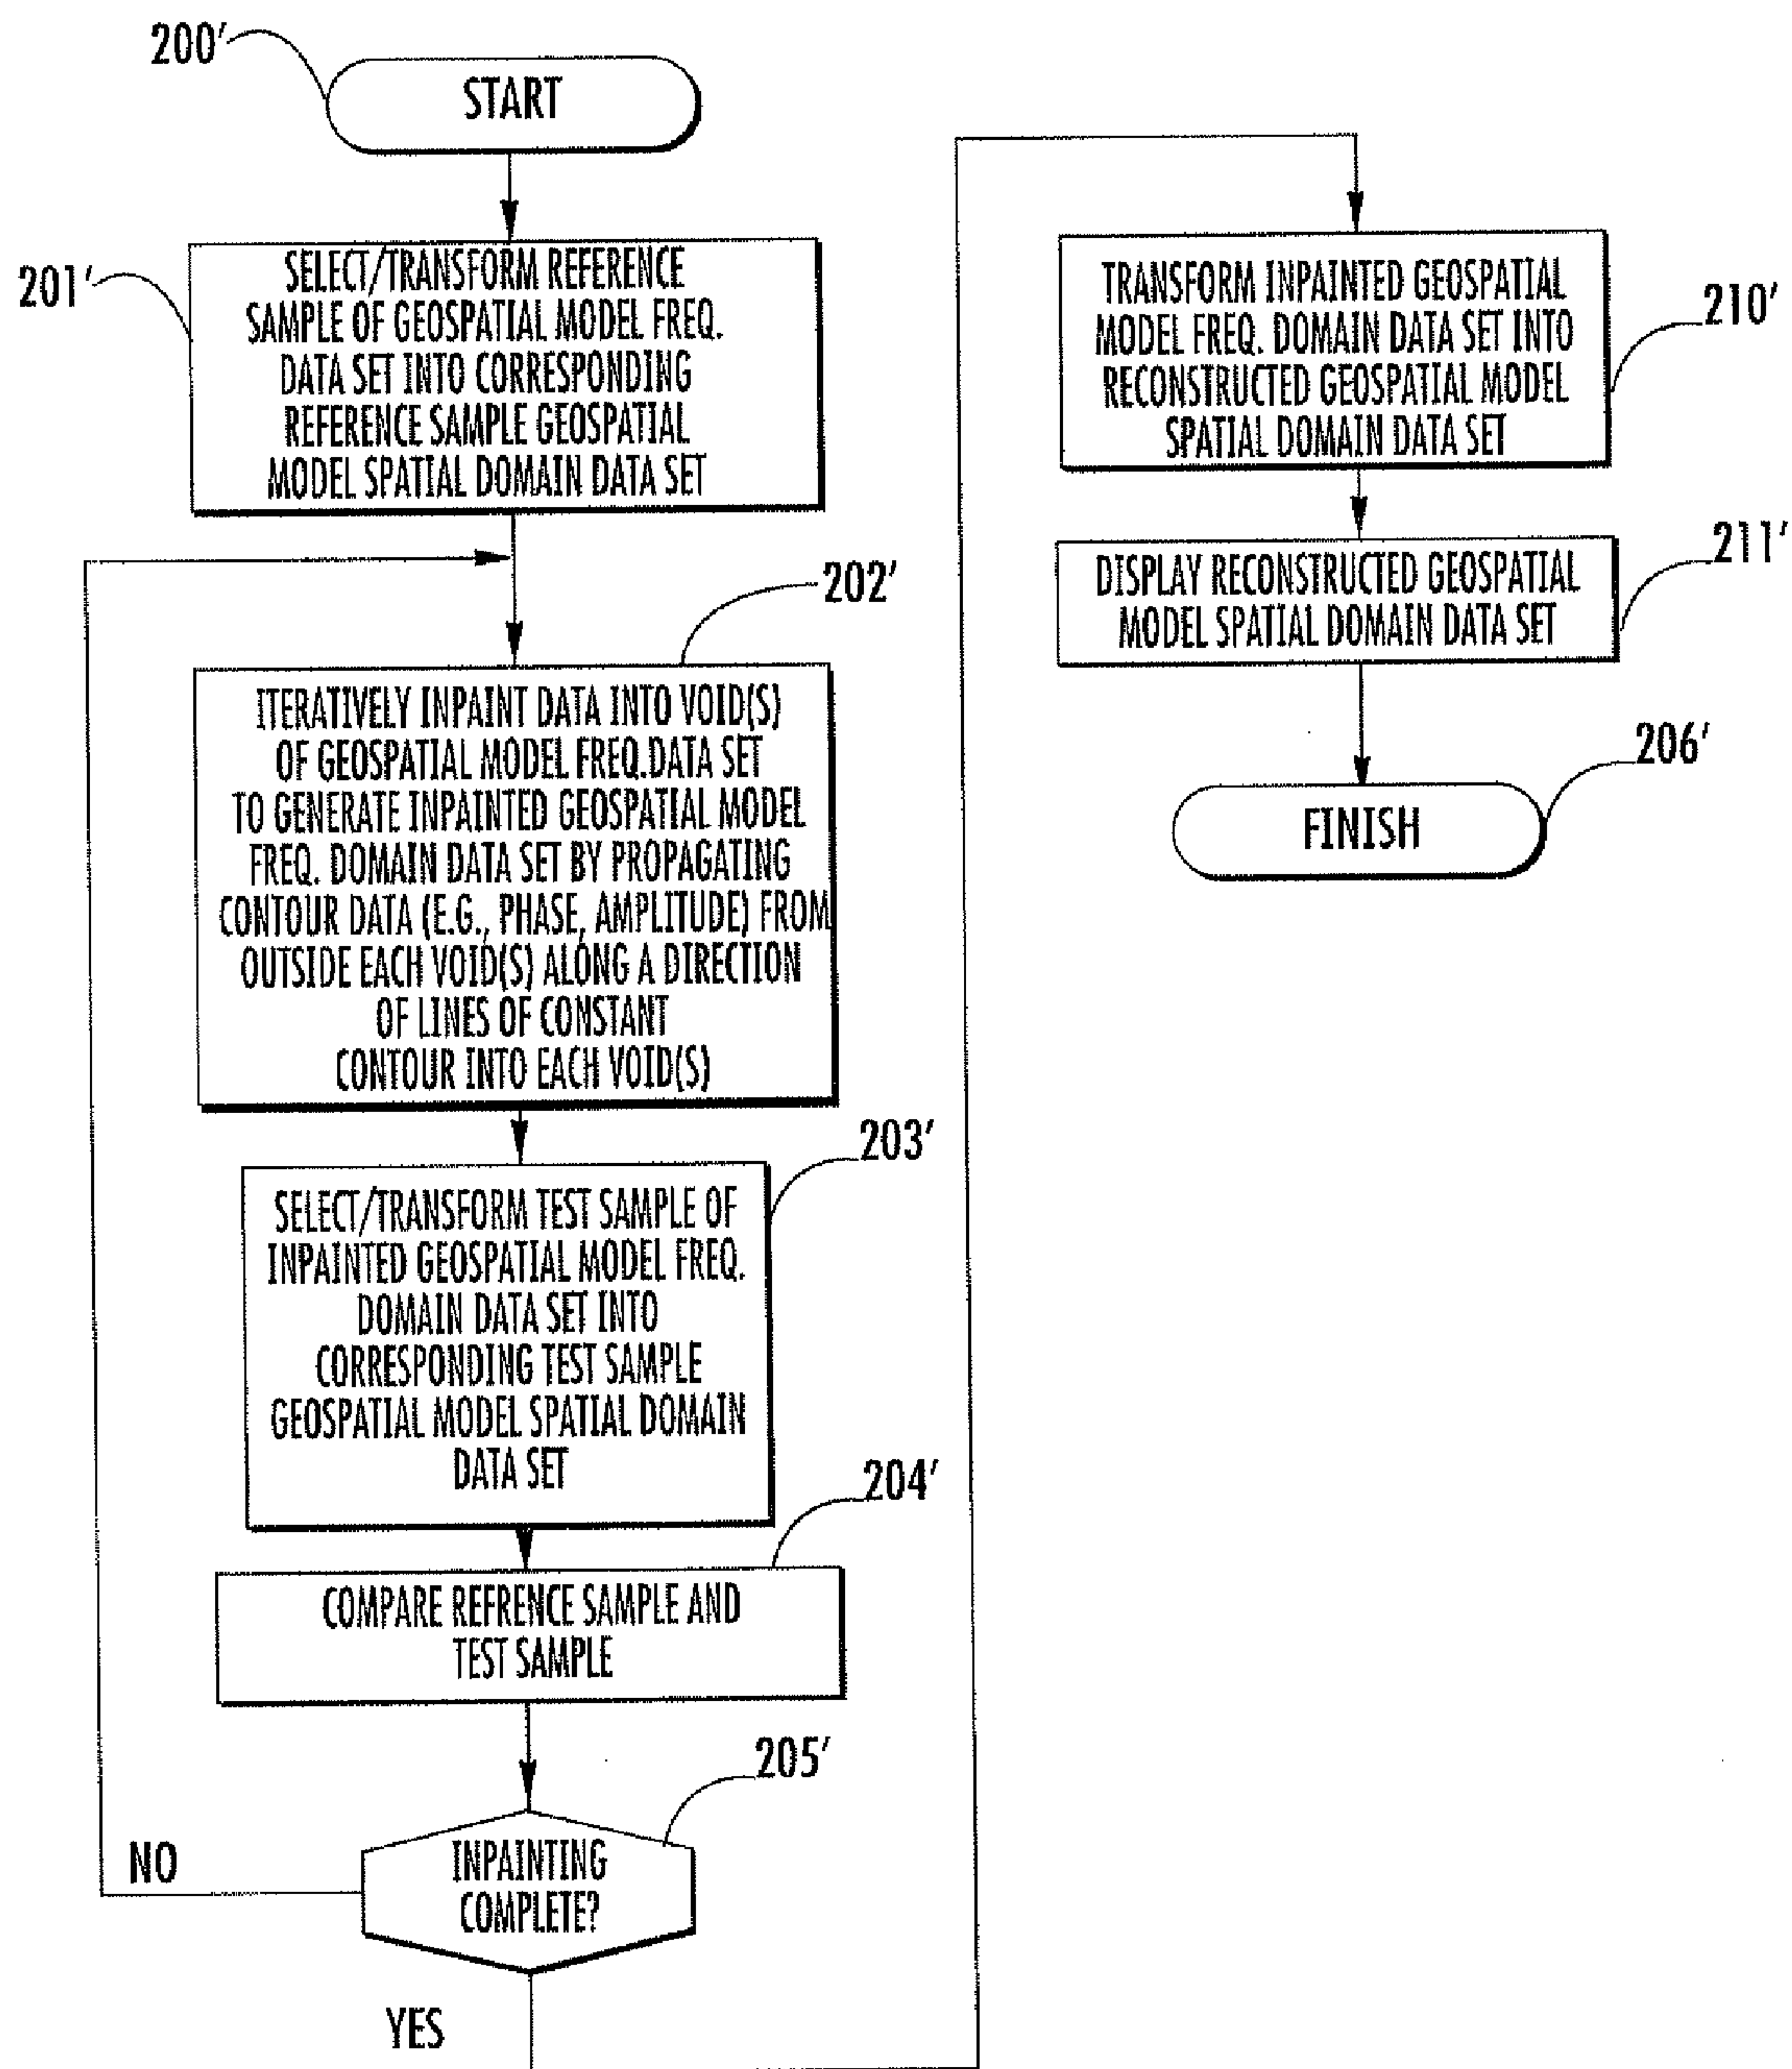 200'
START
201'
SELECT/TRANSFORM REFERENCE
SAMPLE OF GEOSPATIAL MODEL FREQ.
DATA SET INTO CORRESPONDING
REFERENCE SAMPLE GEOSPATIAL
MODEL SPATIAL DOMAIN DATA SET
202'
ITERATIVELY INPAINT DATA INTO VOID(S)
OF GEOSPATIAL MODEL FREQ.DATA SET
TO GENERATE INPAINTED GEOSPATIAL MODEL
FREQ. DOMAIN DATA SET BY PROPAGATING
CONTOUR DATA (E.G., PHASE, AMPLITUDE) FROM
OUTSIDE EACH VOID(S) ALONG A DIRECTION
OF LINES OF CONSTANT
CONTOUR INTO EACH VOID(S)
203'
SELECT/TRANSFORM TEST SAMPLE OF
INPAINTED GEOSPATIAL MODEL FREQ.
DOMAIN DATA SET INTO
CORRESPONDING TEST SAMPLE
GEOSPATIAL MODEL SPATIAL DOMAIN
DATA SET
204'
COMPARE REFRENCE SAMPLE AND
TEST SAMPLE
205'
INPAINTING
COMPLETE?
NO
YES
TRANSFORM INPAINTED GEOSPATIAL
MODEL FREQ. DOMAIN DATA SET INTO
RECONSTRUCTED GEOSPATIAL MODEL
SPATIAL DOMAIN DATA SET
210'
DISPLAY RECONSTRUCTED GEOSPATIAL
MODEL SPATIAL DOMAIN DATA SET
211'
206'
FINISH